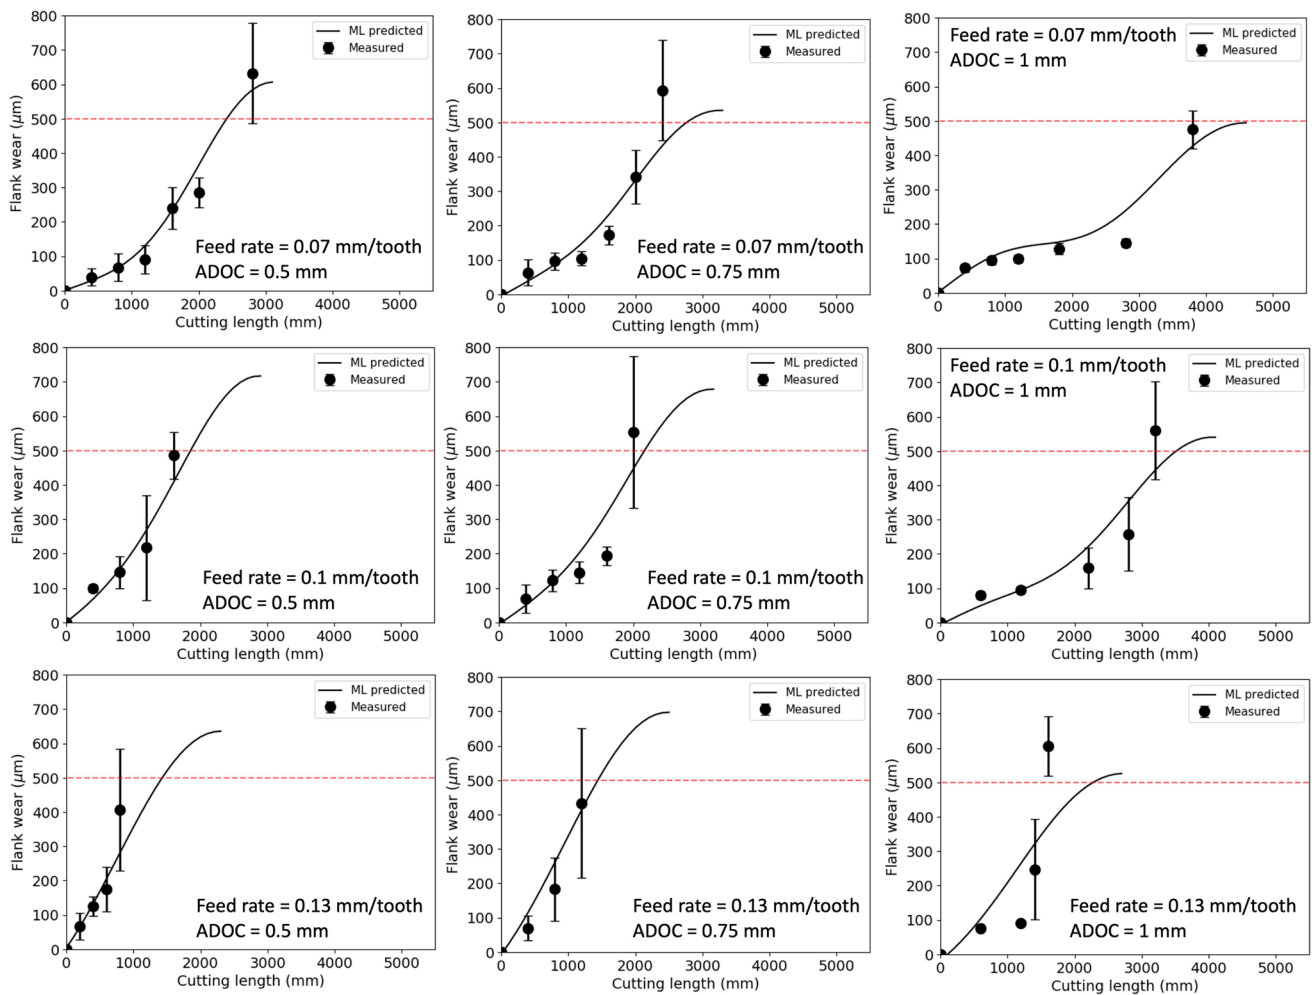 800
700
600
500
400
300
200
100
0
0 1000 2000 3000 4000 5000
Flank wear (μm)
Cutting length (mm)
ML predicted
Measured
Feed rate = 0.07 mm/tooth
ADOC = 0.5 mm
800
700
600
500
400
300
200
100
0
0 1000 2000 3000 4000 5000
Flank wear (μm)
Cutting length (mm)
ML predicted
Measured
Feed rate = 0.07 mm/tooth
ADOC = 0.75 mm
800
700
600
500
400
300
200
100
0
0 1000 2000 3000 4000 5000
Flank wear (μm)
Cutting length (mm)
Feed rate = 0.07 mm/tooth
ADOC = 1 mm
ML predicted
Measured
800
700
600
500
400
300
200
100
0
0 1000 2000 3000 4000 5000
Flank wear (μm)
Cutting length (mm)
ML predicted
Measured
Feed rate = 0.1 mm/tooth
ADOC = 0.5 mm
800
700
600
500
400
300
200
100
0
0 1000 2000 3000 4000 5000
Flank wear (μm)
Cutting length (mm)
ML predicted
Measured
Feed rate = 0.1 mm/tooth
ADOC = 0.75 mm
800
700
600
500
400
300
200
100
0
0 1000 2000 3000 4000 5000
Flank wear (μm)
Cutting length (mm)
Feed rate = 0.1 mm/tooth
ADOC = 1 mm
ML predicted
Measured
800
700
600
500
400
300
200
100
0
0 1000 2000 3000 4000 5000
Flank wear (μm)
Cutting length (mm)
ML predicted
Measured
Feed rate = 0.13 mm/tooth
ADOC = 0.5 mm
800
700
600
500
400
300
200
100
0
0 1000 2000 3000 4000 5000
Flank wear (μm)
Cutting length (mm)
ML predicted
Measured
Feed rate = 0.13 mm/tooth
ADOC = 0.75 mm
800
700
600
500
400
300
200
100
0
0 1000 2000 3000 4000 5000
Flank wear (μm)
Cutting length (mm)
ML predicted
Measured
Feed rate = 0.13 mm/tooth
ADOC = 1 mm